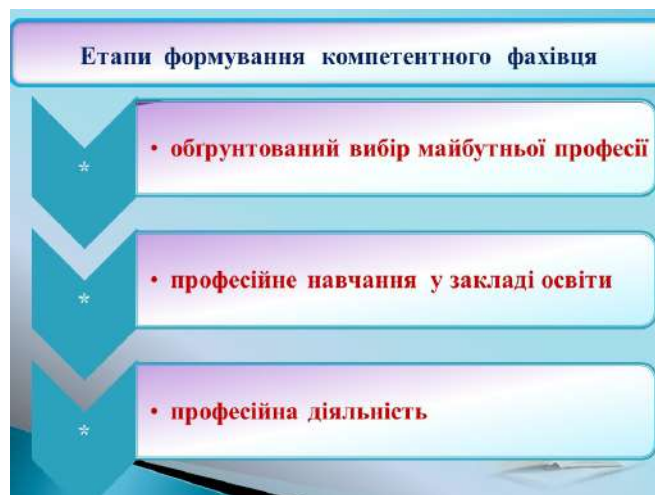 Етапи формування компетентного фахівця
*
• обґрунтований вибір майбутньої професії
*
• професійне навчання у закладі освіти
*
• професійна діяльність